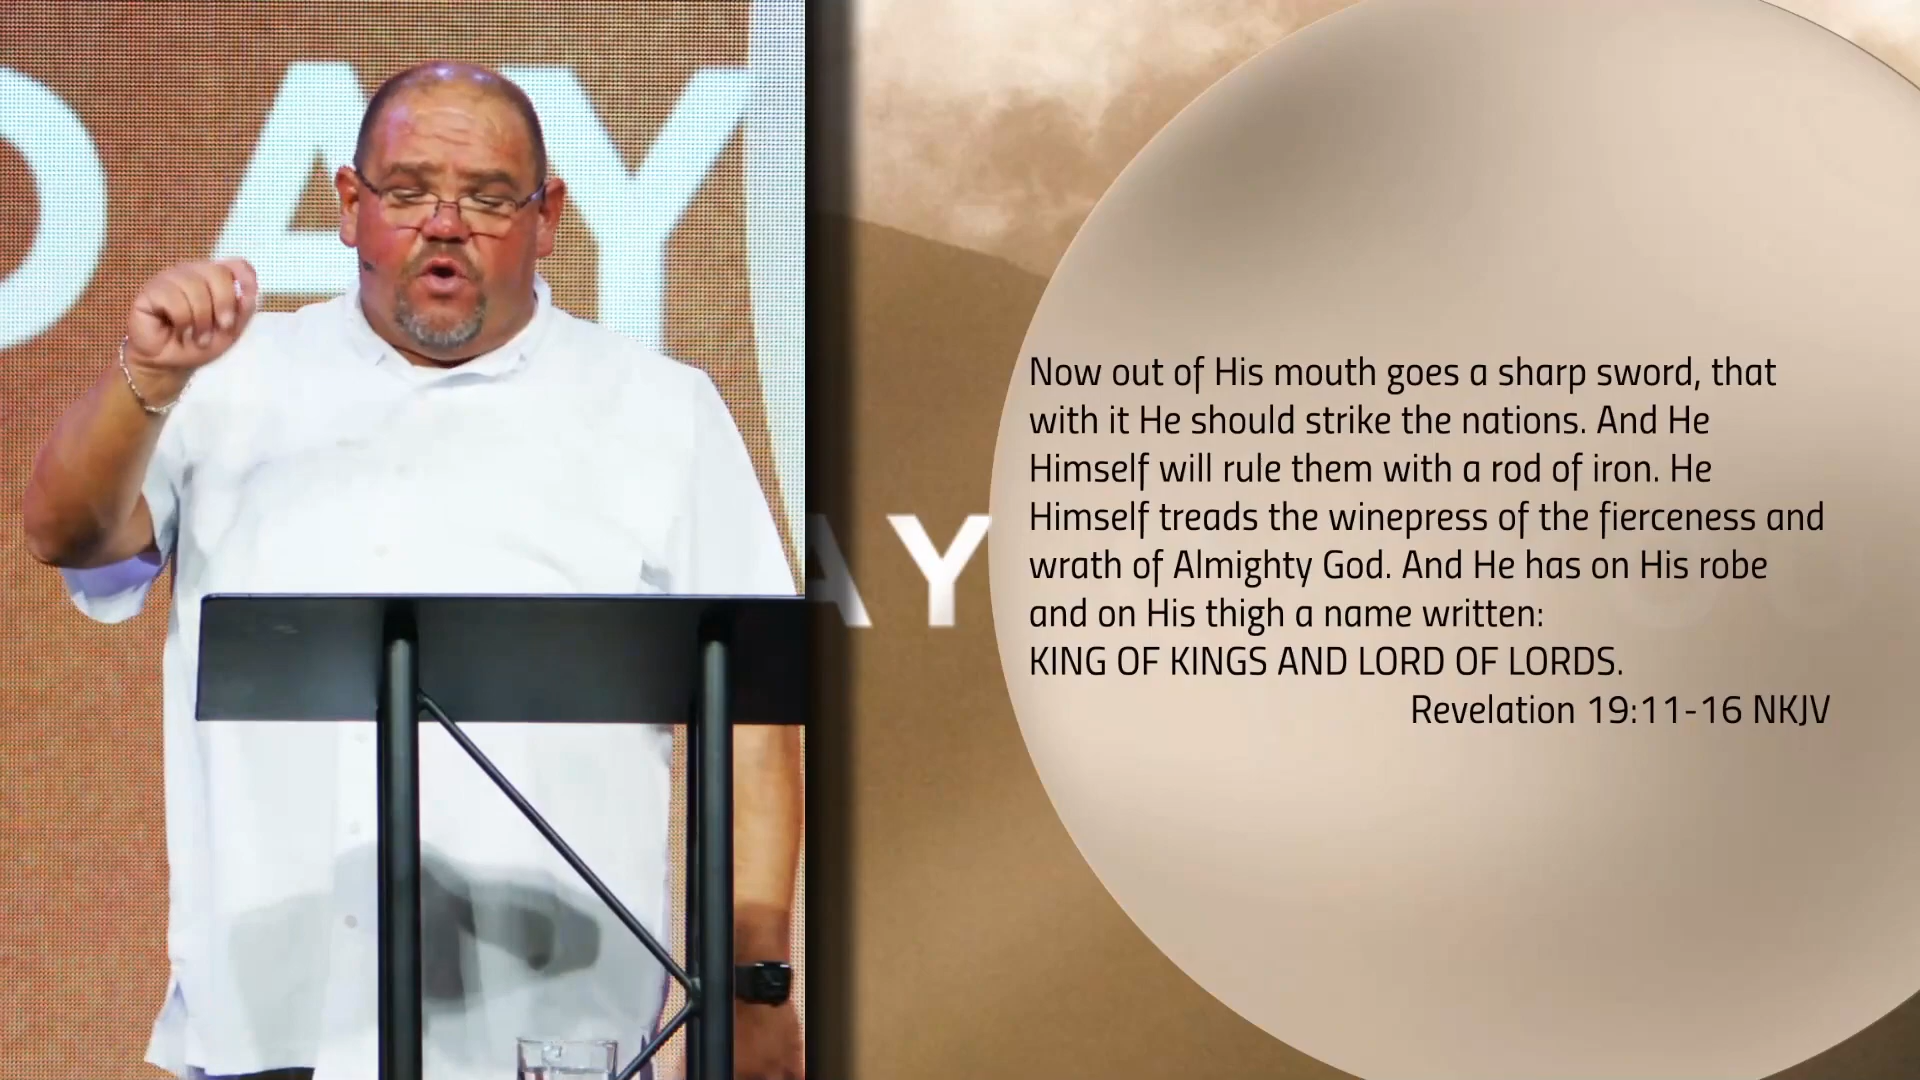 DAY
AY
Now out of His mouth goes a sharp sword, that
with it He should strike the nations. And He
Himself will rule them with a rod of iron. He
Himself treads the winepress of the fierceness and
wrath of Almighty God. And He has on His robe
and on His thigh a name written:
KING OF KINGS AND LORD OF LORDS.
Revelation 19:11-16 NKJV